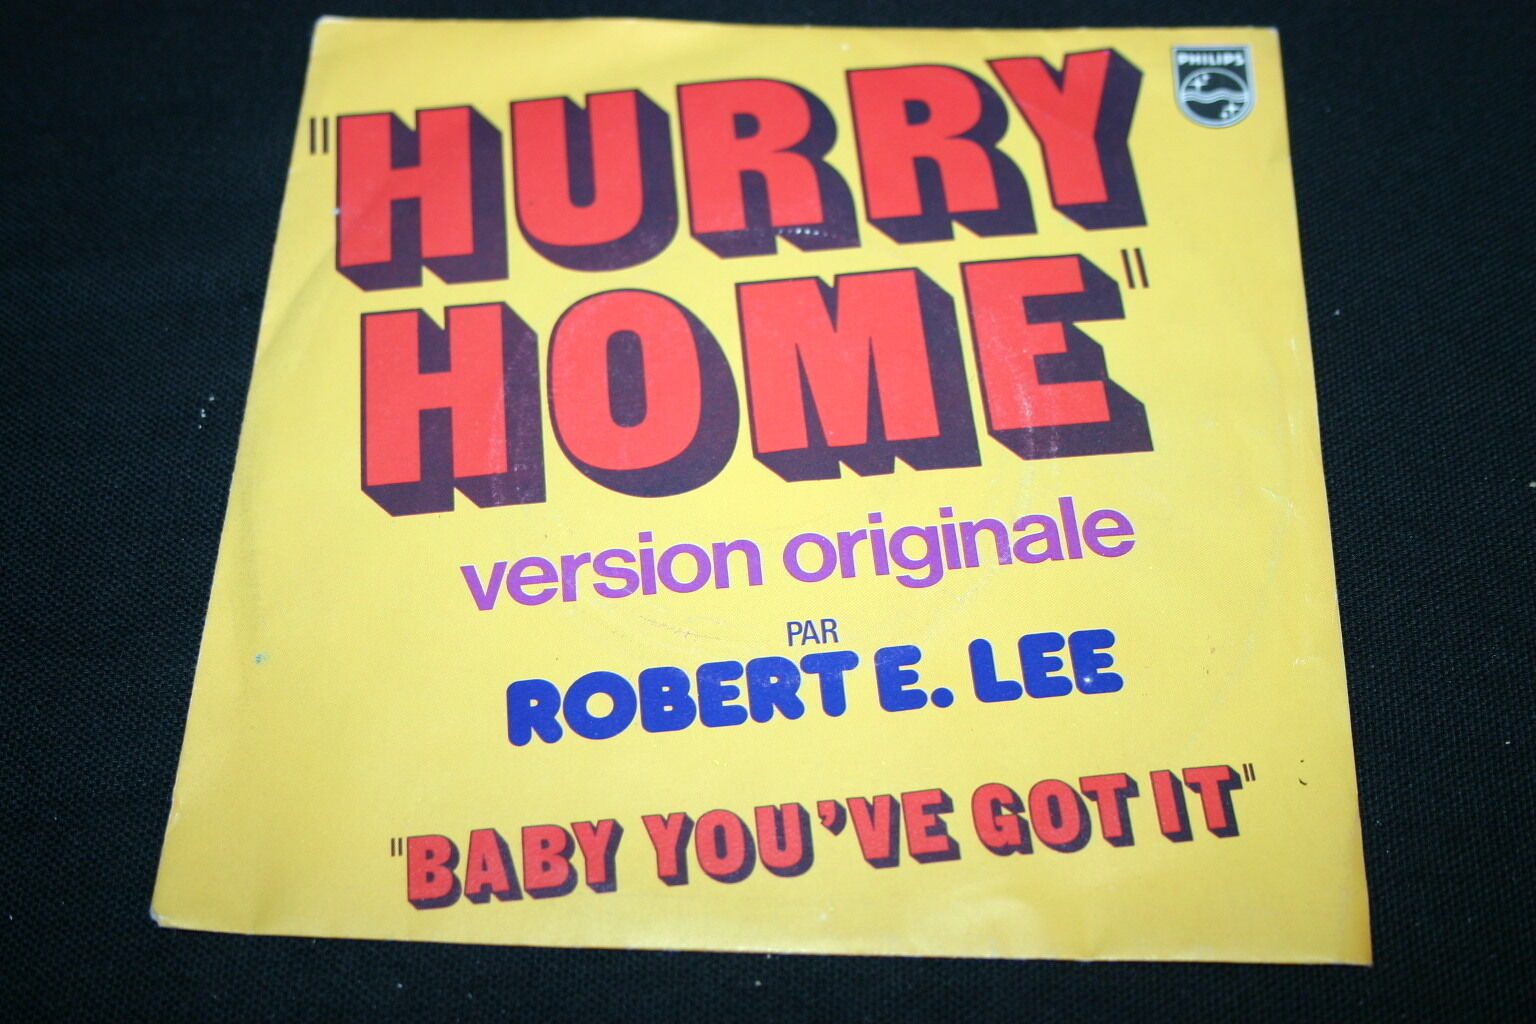 PHILIPS
"HURRY
HOME"
version originale
PAR
ROBERT E. LEE
"BABY YOU'VE GOT IT"